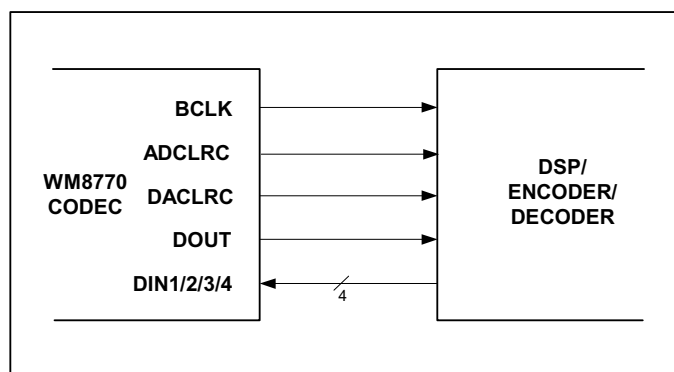 BCLK
ADCLRC
WM8770
CODEC
DACLRC
DOUT
DIN1/2/3/4
4
DSP/
ENCODER/
DECODER